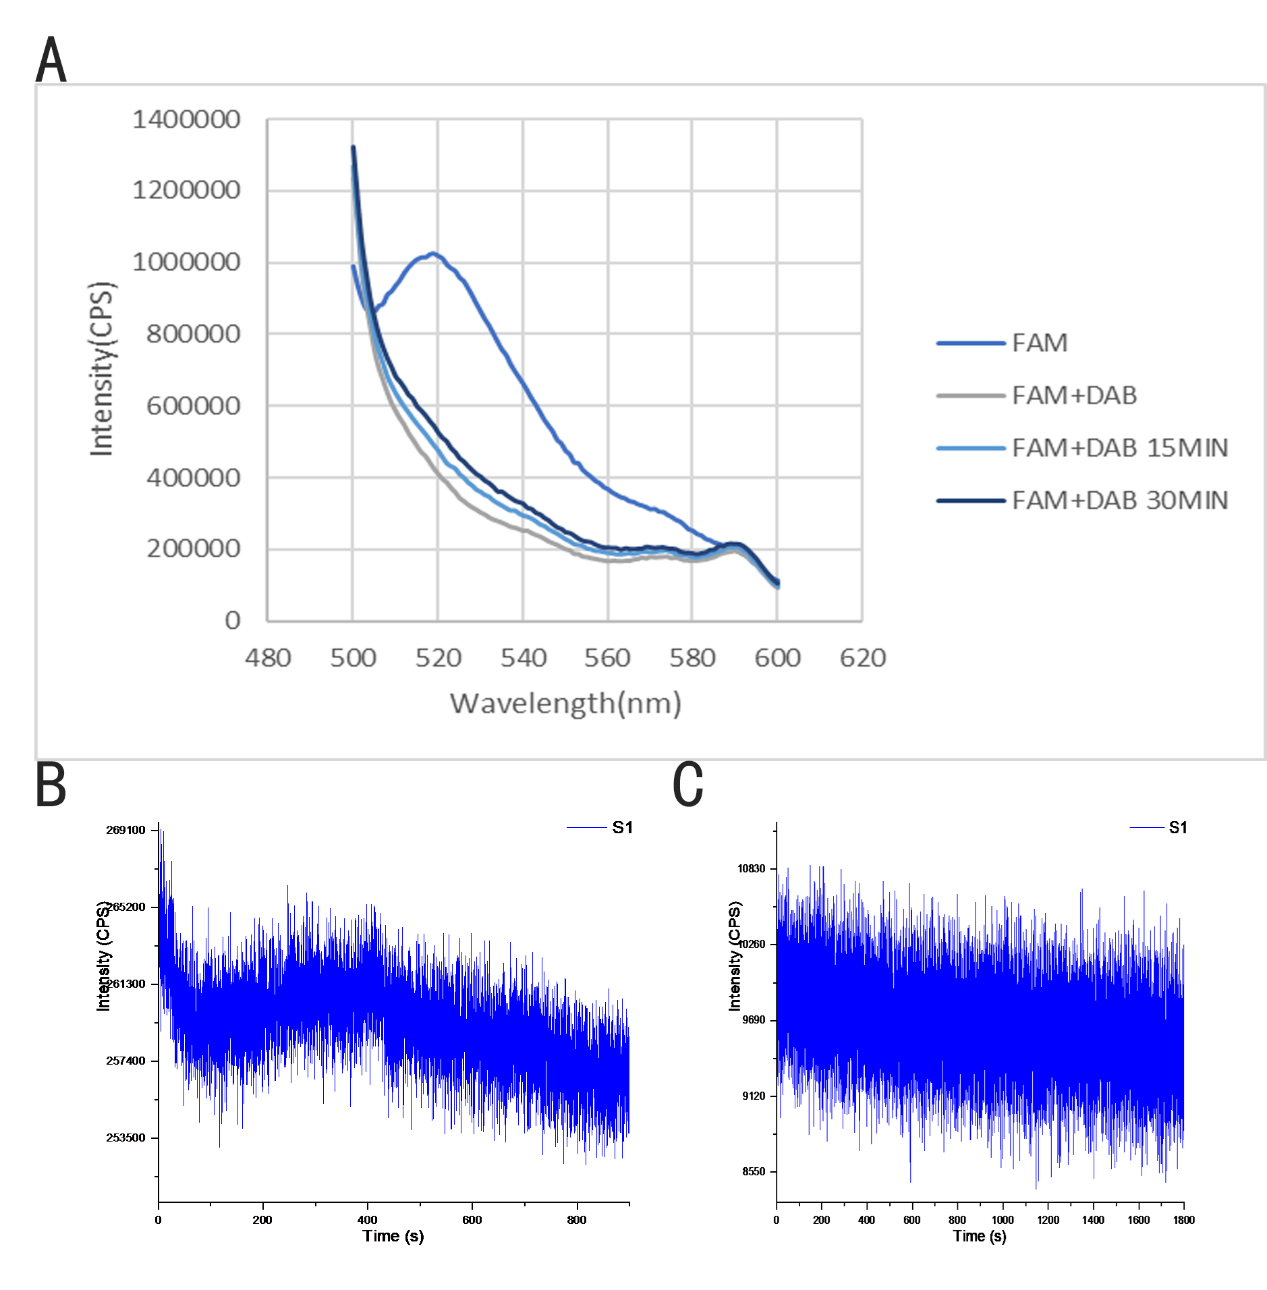 A
1400000
1200000
1000000
800000
600000
400000
200000
0
Intensity(CPS)
480 500 520 540 560 580 600 620
Wavelength(nm)
FAM
FAM+DAB
FAM+DAB 15MIN
FAM+DAB 30MIN
B
S1
269100
265200
261300
257400
253500
Intensity (CPS)
0 200 400 600 800
Time (s)
C
S1
10830
10260
9690
9120
8550
Intensity (CPS)
0 200 400 600 800 1000 1200 1400 1600 1800
Time (s)